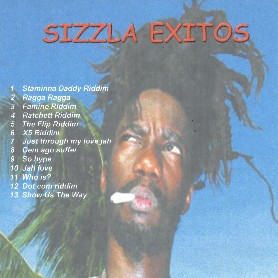 SIZZLA EXITOS
1 Staminna Daddy Riddim
2 Ragga Ragga
3 Famine Riddim
4 Ratchett Riddim
5 The Flip Riddim
6 X5 Riddim
7 Just through my love jah
8 Dem ago suffer
9 So hype
10 Jah love
11 Who is?
12 Dot com riddim
13 Show Us The Way